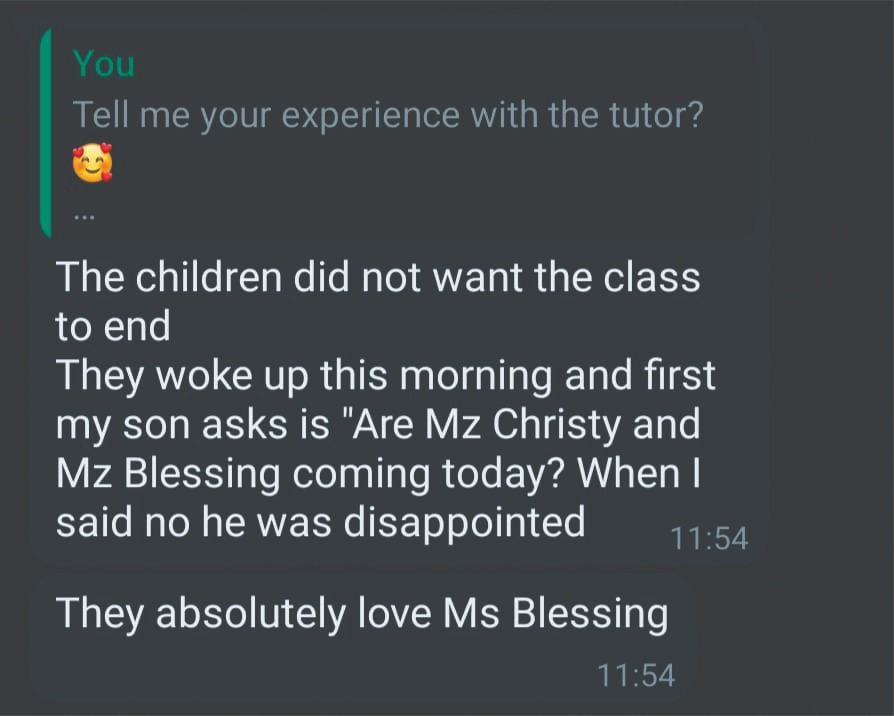 You
Tell me your experience with the tutor?
🥰
...
The children did not want the class
to end
They woke up this morning and first
my son asks is "Are Mz Christy and
Mz Blessing coming today? When I
said no he was disappointed
11:54
They absolutely love Ms Blessing
11:54